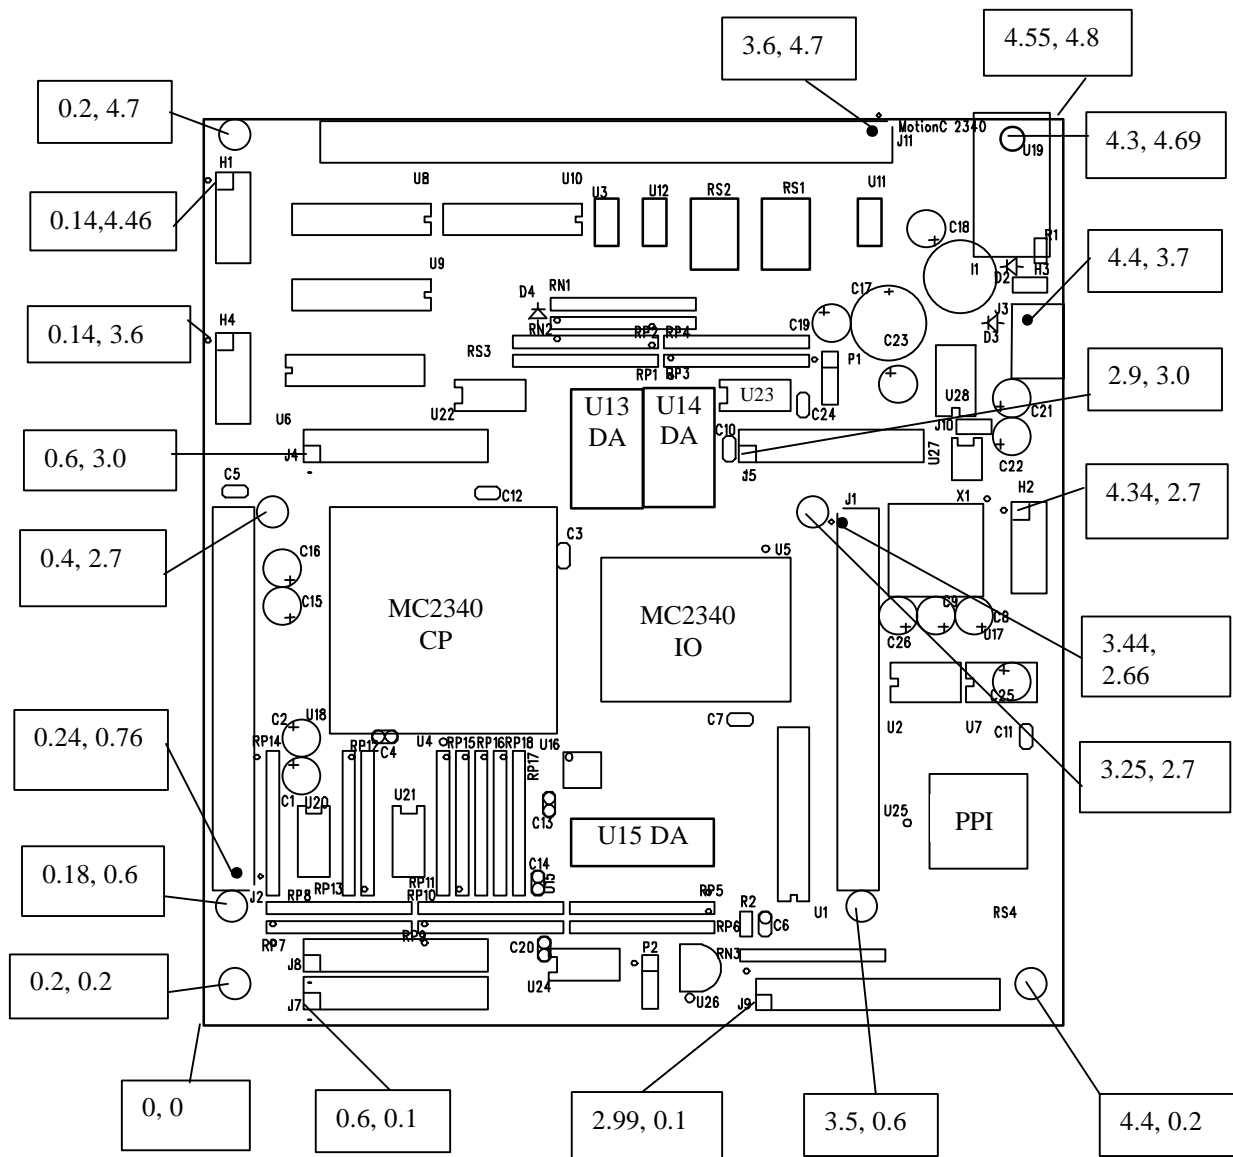 3.6, 4.7
4.55, 4.8
0.2, 4.7
4.3, 4.69
MotionC 2340
J11
U19
H1
U8
U10
U3
U12
RS2
RS1
U11
0.14,4.46
C18
R1
4.4, 3.7
U9
I1
D2
H3
D4
RN1
C17
J3
0.14, 3.6
H4
RN2
RP2
RP4
C19
C23
D3
RS3
RP1
RP3
P1
2.9, 3.0
U6
U22
U13
DA
U14
DA
U23
C24
U28
C21
J10
0.6, 3.0
J4
C10
J5
U27
C22
C5
C12
J1
X1
H2
4.34, 2.7
0.4, 2.7
C3
U5
C16
C15
MC2340
CP
MC2340
IO
C26
C9
C8
U17
3.44,
2.66
C25
0.24, 0.76
C2
U18
C7
U2
U7
C11
RP14
RP12
C4
U4
RP15
RP16
RP18
U16
RP17
3.25, 2.7
C1
U20
U21
C13
U15 DA
U25
PPI
0.18, 0.6
C14
U15
J2
RP8
RP13
RP11
RP10
RP5
R2
U1
RS4
RP7
RP9
RP6
C6
0.2, 0.2
J8
C20
U24
P2
RN3
J7
U26
J9
0, 0
0.6, 0.1
2.99, 0.1
3.5, 0.6
4.4, 0.2